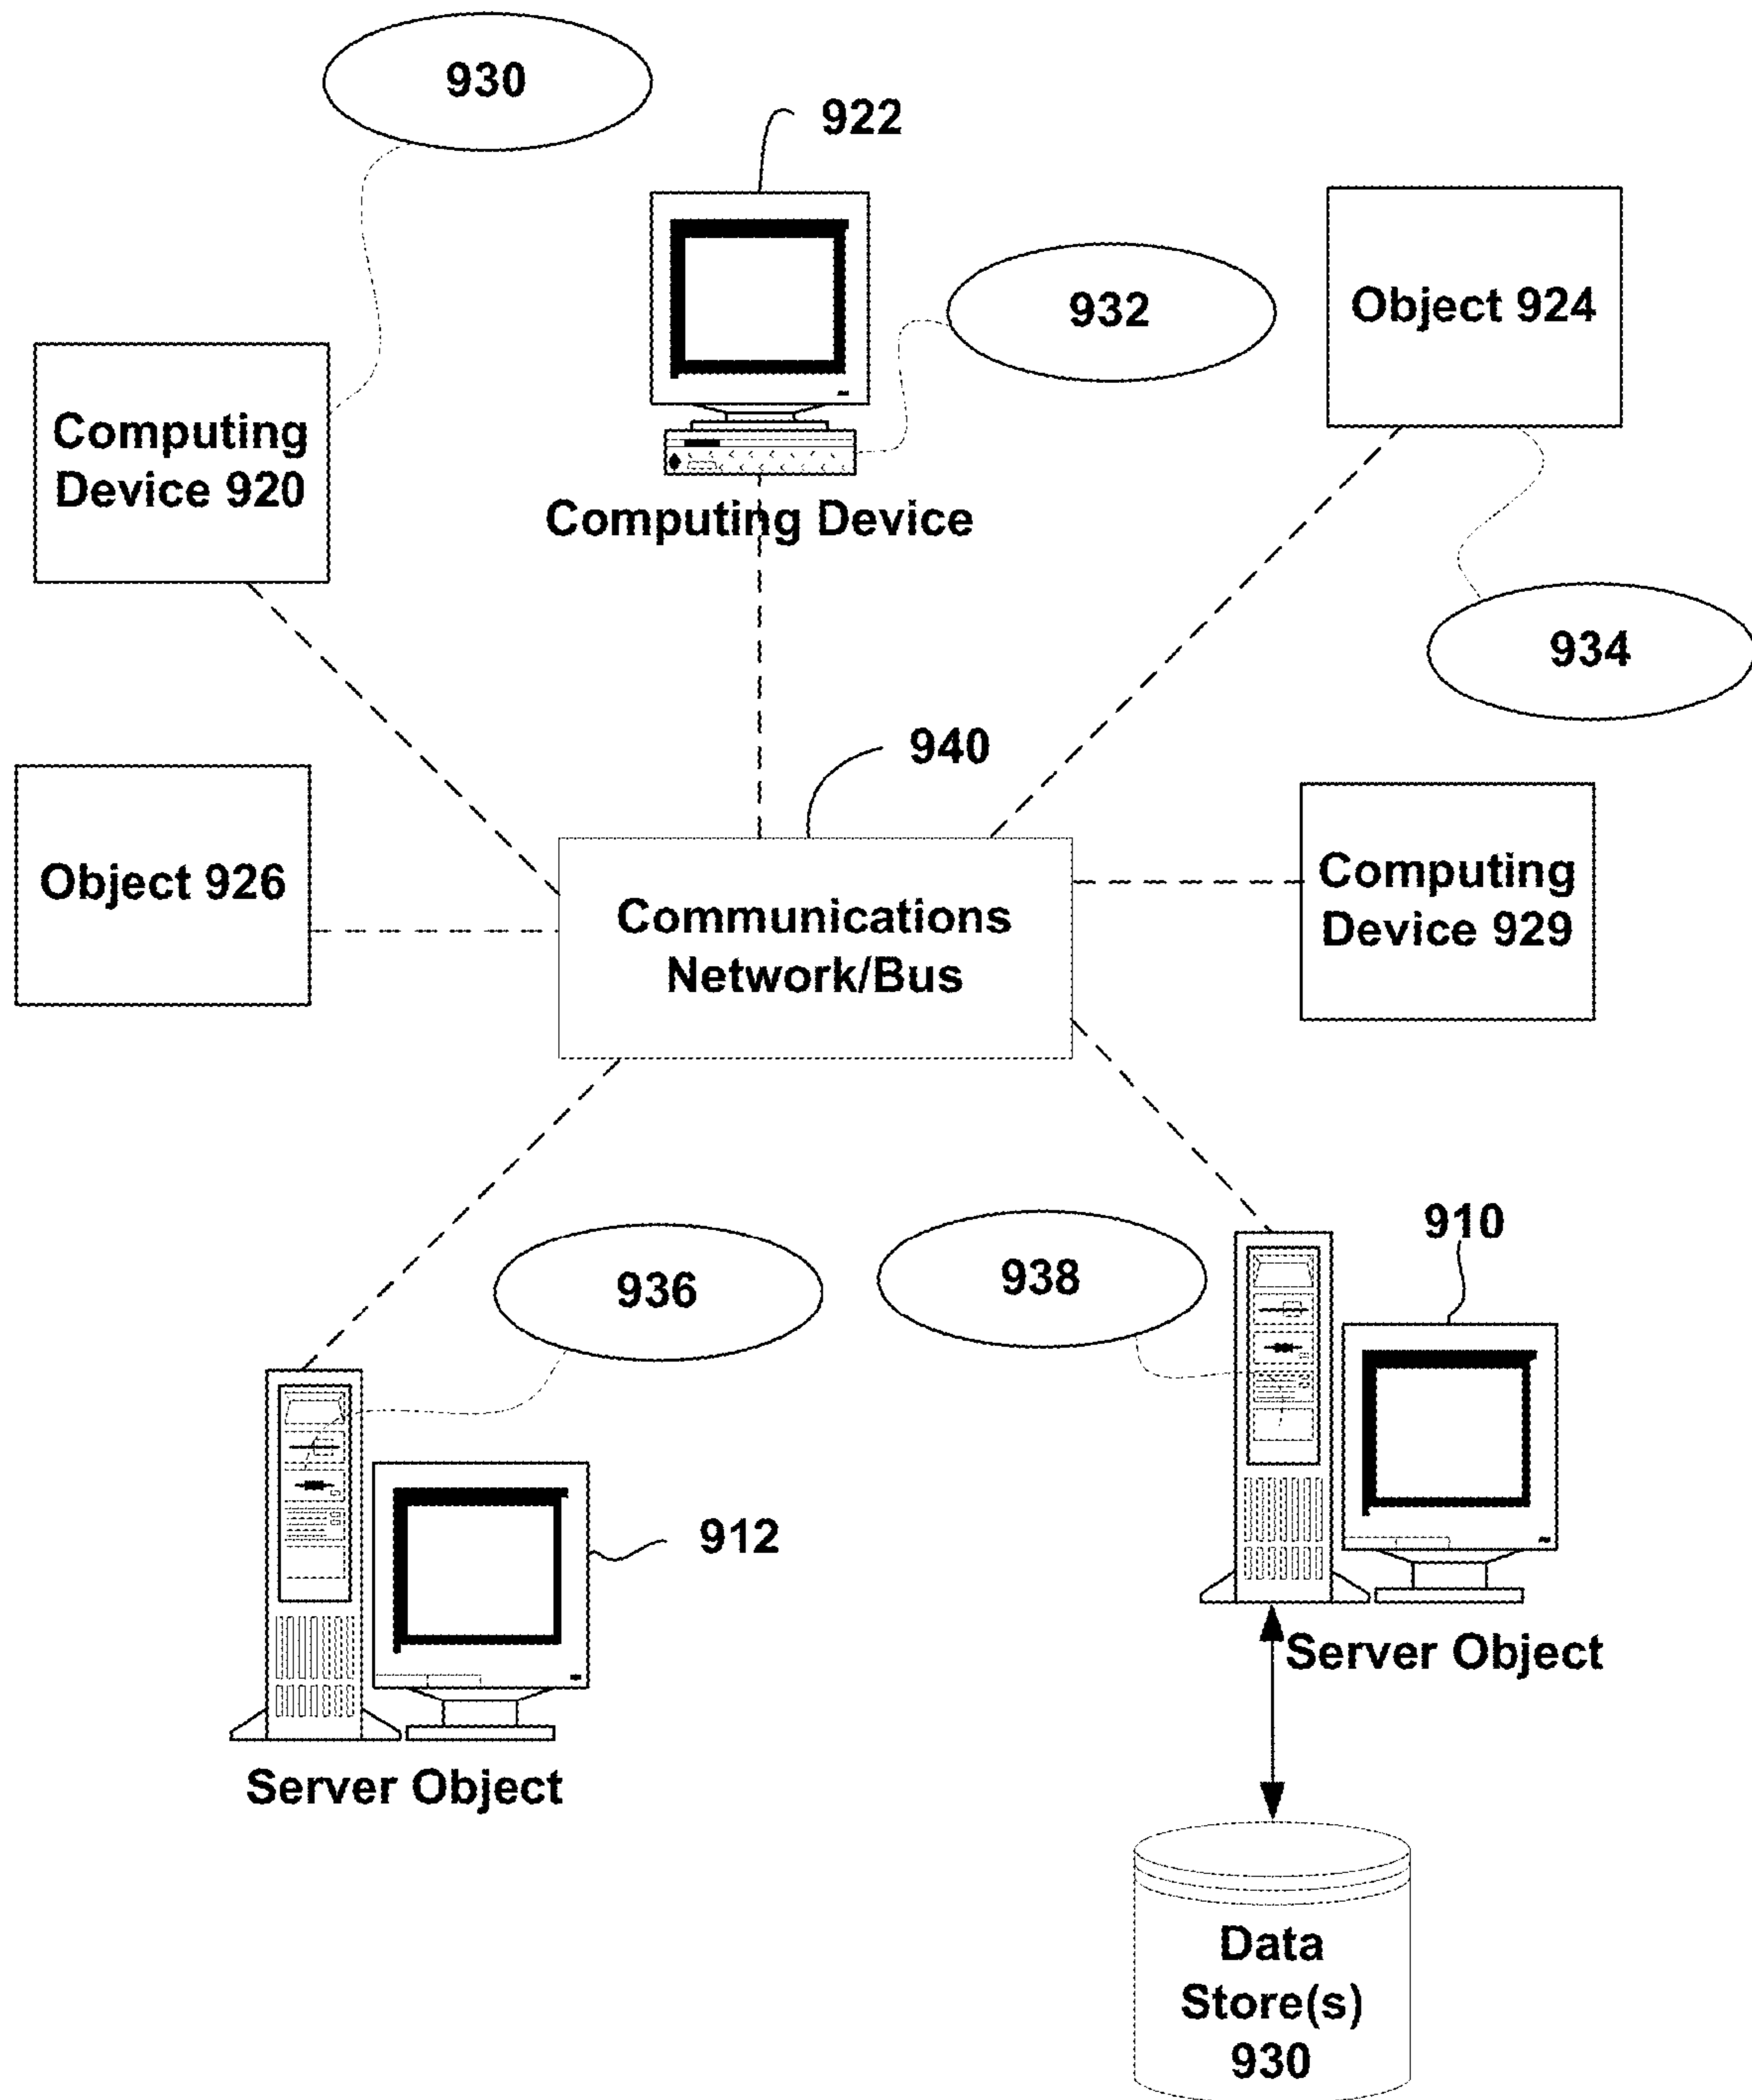 930
922
932
Object 924
Computing
Device 920
Computing Device
934
940
Object 926
Communications
Network/Bus
Computing
Device 929
936
938
910
912
Server Object
Server Object
Data
Store(s)
930